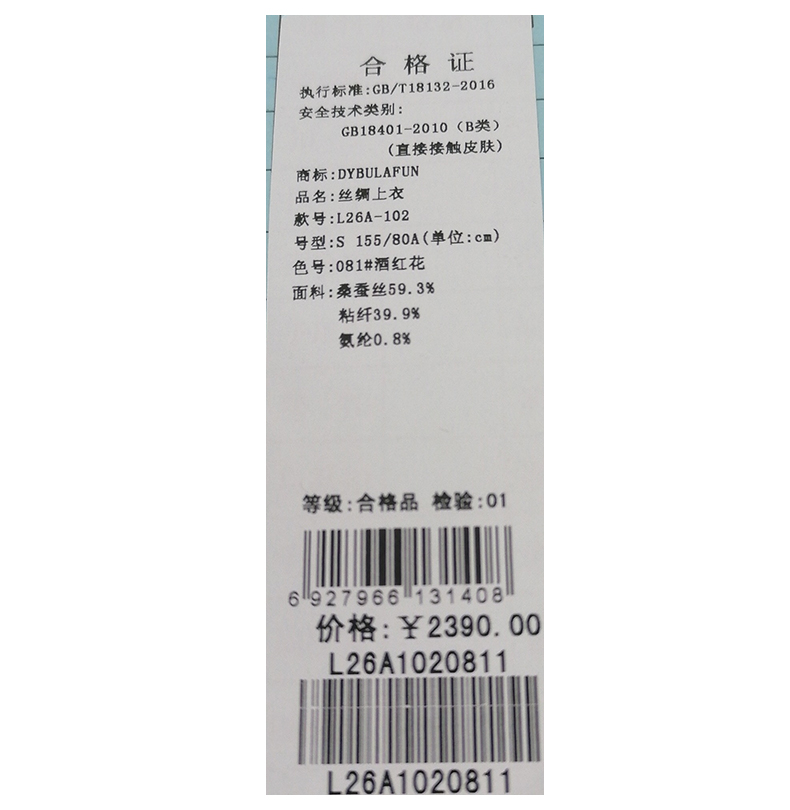 合格证
执行标准:GB/T18132-2016
安全技术类别:
GB18401-2010（B类）
(直接接触皮肤)
商标:DYBULAFUN
品名:丝绸上衣
款号:L26A-102
号型:S 155/80A(单位:cm)
色号:081#酒红花
面料:桑蚕丝59.3%
粘纤39.9%
氨纶0.8%
等级:合格品 检验:01
6 927966 131408
价格:￥2390.00
L26A1020811
L26A1020811